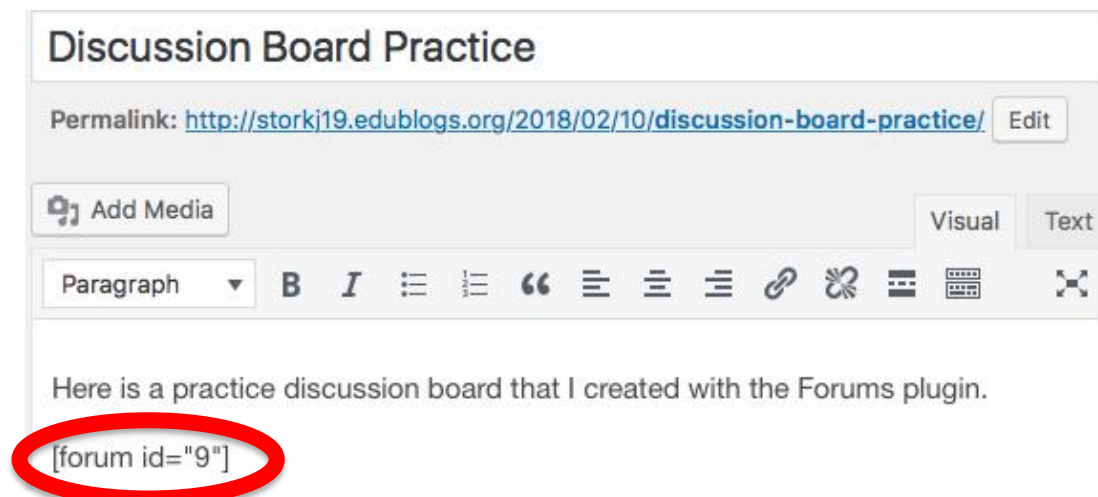 Discussion Board Practice
Permalink: http://storkj19.edublogs.org/2018/02/10/discussion-board-practice/ Edit
Add Media
Visual Text
Paragraph B I
Here is a practice discussion board that I created with the Forums plugin.
[forum id="9"]